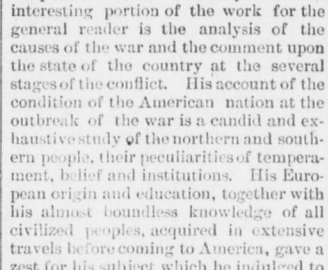 interesting portion of the work for the
general reader is the analysis of the
causes of the war and the comment upon
the state of the country at the several
stages of the conflict. His account of the
condition of the American nation at the
outbreak of the war is a candid and ex-
haustive study of the northern and south-
ern people, their peculiarities of tempera-
ment, belief and institutions. His Euro-
pean origin and education, together with
his almost boundless knowledge of all
civilized peoples, acquired in extensive
travels before coming to America, gave a
zest for his subject which he indulged to